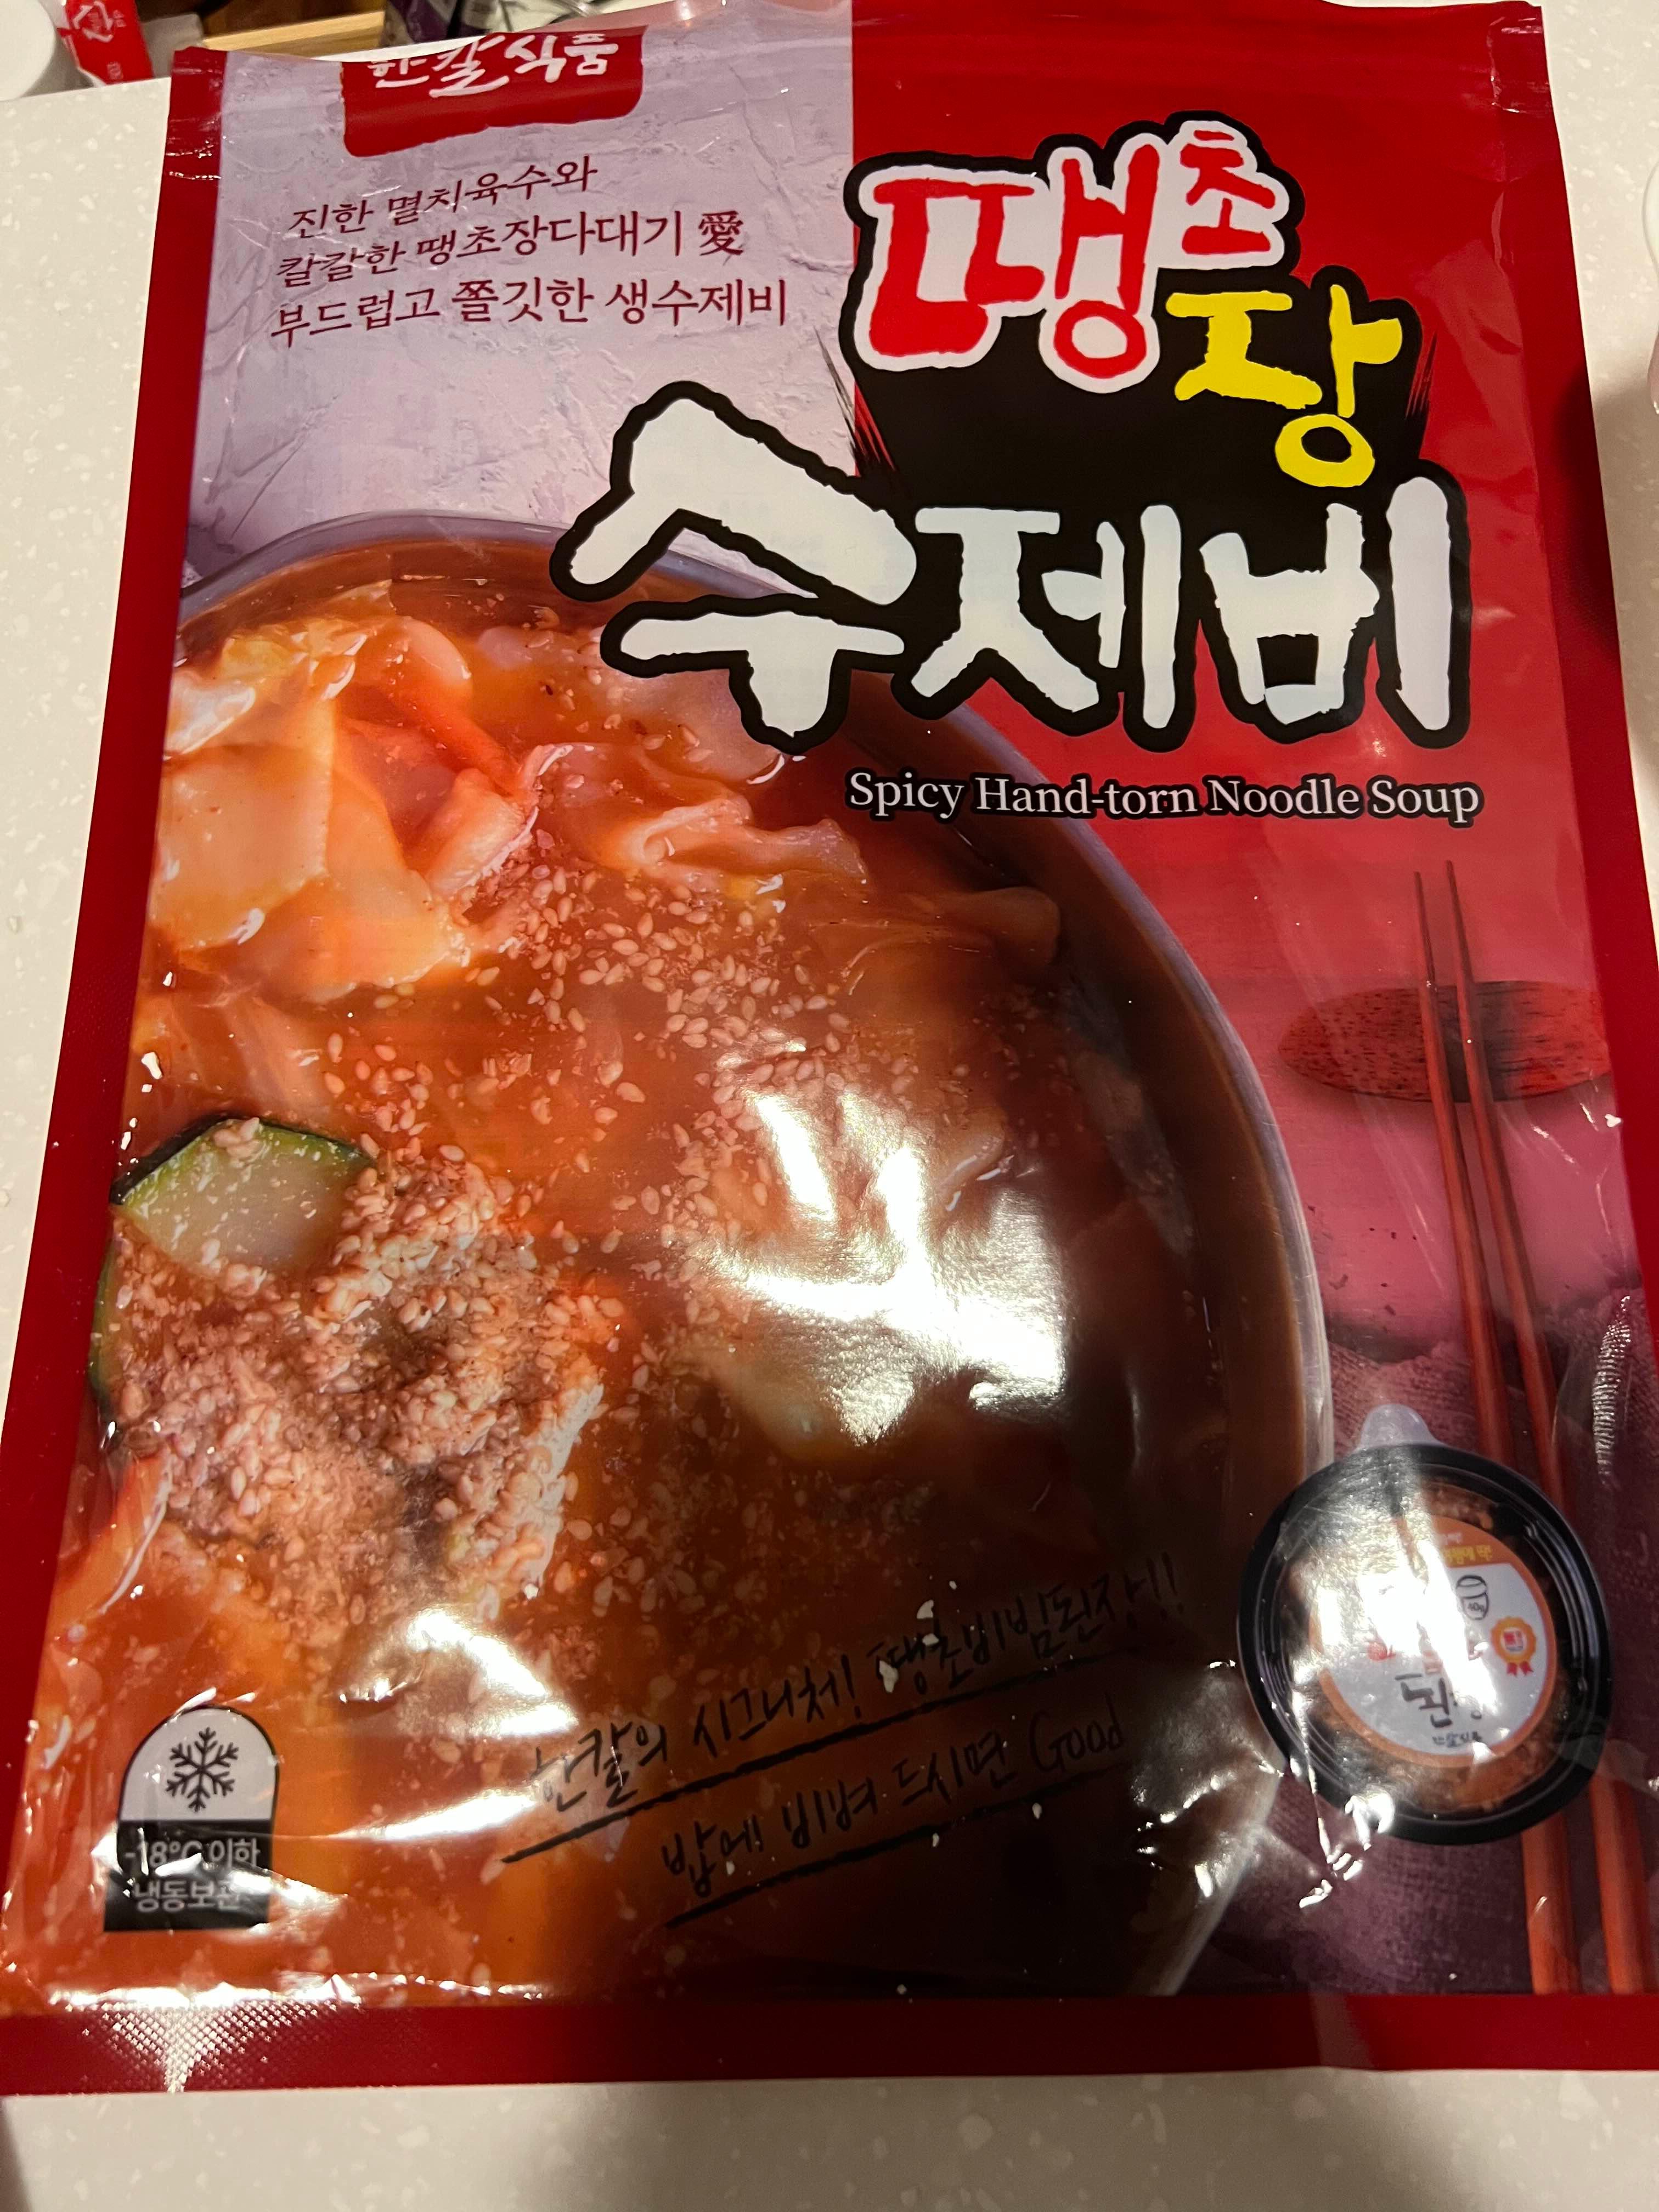 한칼식품
진한 멸치육수와
칼칼한 땡초장다대기 愛
부드럽고 쫄깃한 생수제비
땡초
장
수제비
Spicy Hand-torn Noodle Soup
한칼의 시그니처! 땡초비빔된장!!
밥에 비벼 드시면 Good
-18°C 이하
냉동보관